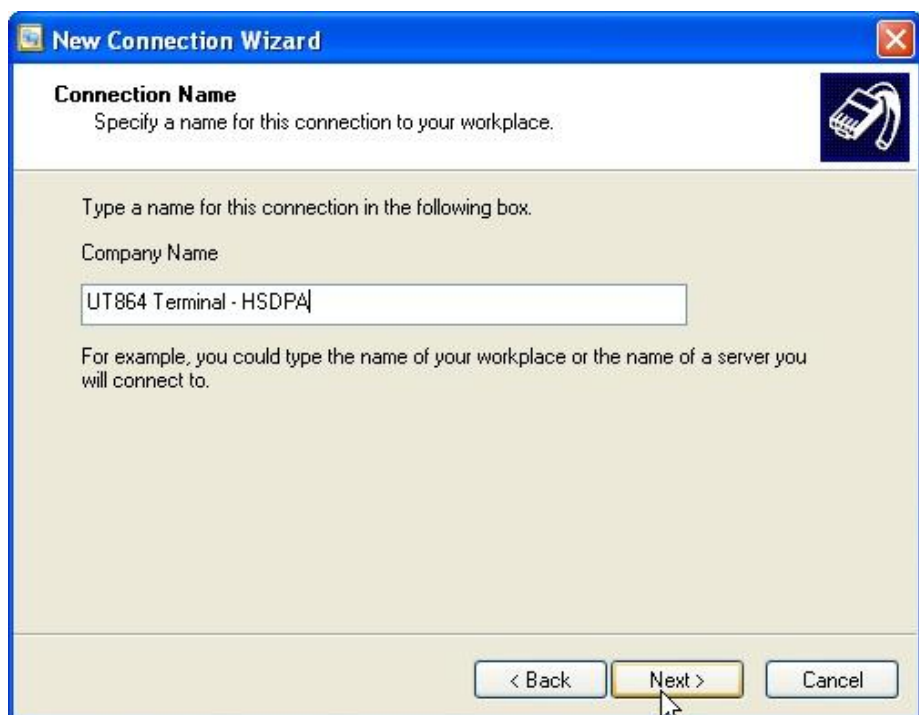 New Connection Wizard
Connection Name
Specify a name for this connection to your workplace.
Type a name for this connection in the following box.
Company Name
UT864 Terminal - HSDPA
For example, you could type the name of your workplace or the name of a server you
will connect to.
< Back Next > Cancel